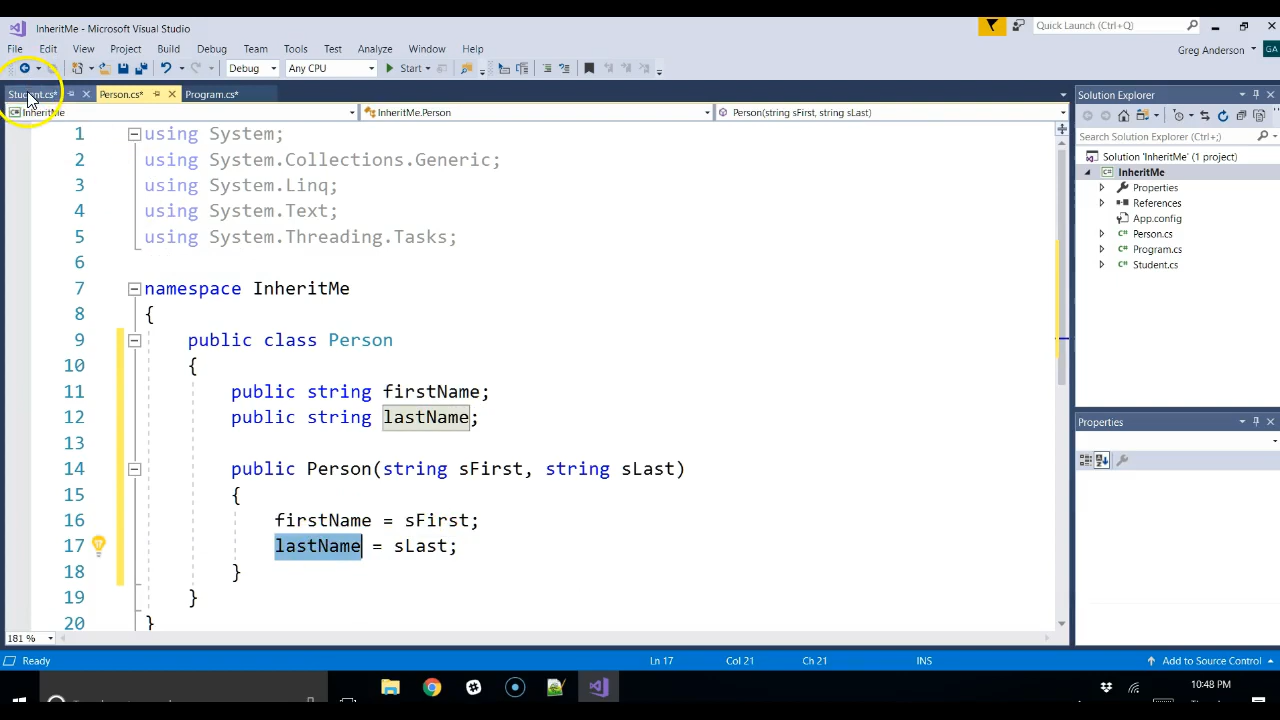 InheritMe - Microsoft Visual Studio
Quick Launch (Ctrl+Q)
File Edit View Project Build Debug Team Tools Test Analyze Window Help
Greg Anderson
GA
Debug Any CPU Start
Student.cs* Person.cs* Program.cs*
InheritMe InheritMe.Person Person(string sFirst, string sLast)
1 using System;
2 using System.Collections.Generic;
3 using System.Linq;
4 using System.Text;
5 using System.Threading.Tasks;
6
7 namespace InheritMe
8 {
9 public class Person
10 {
11 public string firstName;
12 public string lastName;
13
14 public Person(string sFirst, string sLast)
15 {
16 firstName = sFirst;
17 lastName = sLast;
18 }
19 }
20 }
181 %
Solution Explorer
Search Solution Explorer (Ctrl+;)
Solution 'InheritMe' (1 project)
C# InheritMe
Properties
References
App.config
C# Person.cs
C# Program.cs
C# Student.cs
Properties
Ready Ln 17 Col 21 Ch 21 INS Add to Source Control
10:48 PM